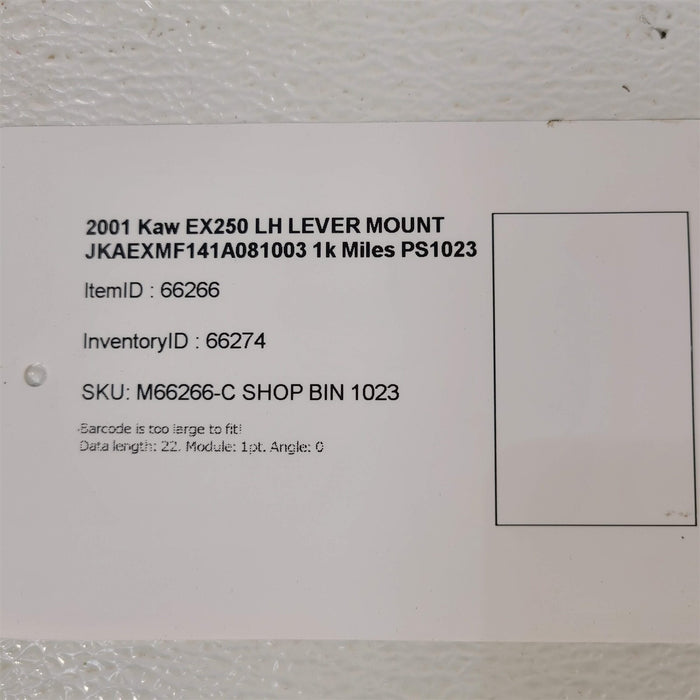 2001 Kaw EX250 LH LEVER MOUNT
JKAEXMF141A081003 1k Miles PS1023
ItemID : 66266
InventoryID : 66274
SKU: M66266-C SHOP BIN 1023
Barcode is too large to fit!
Data length: 22. Module: 1pt. Angle: 0